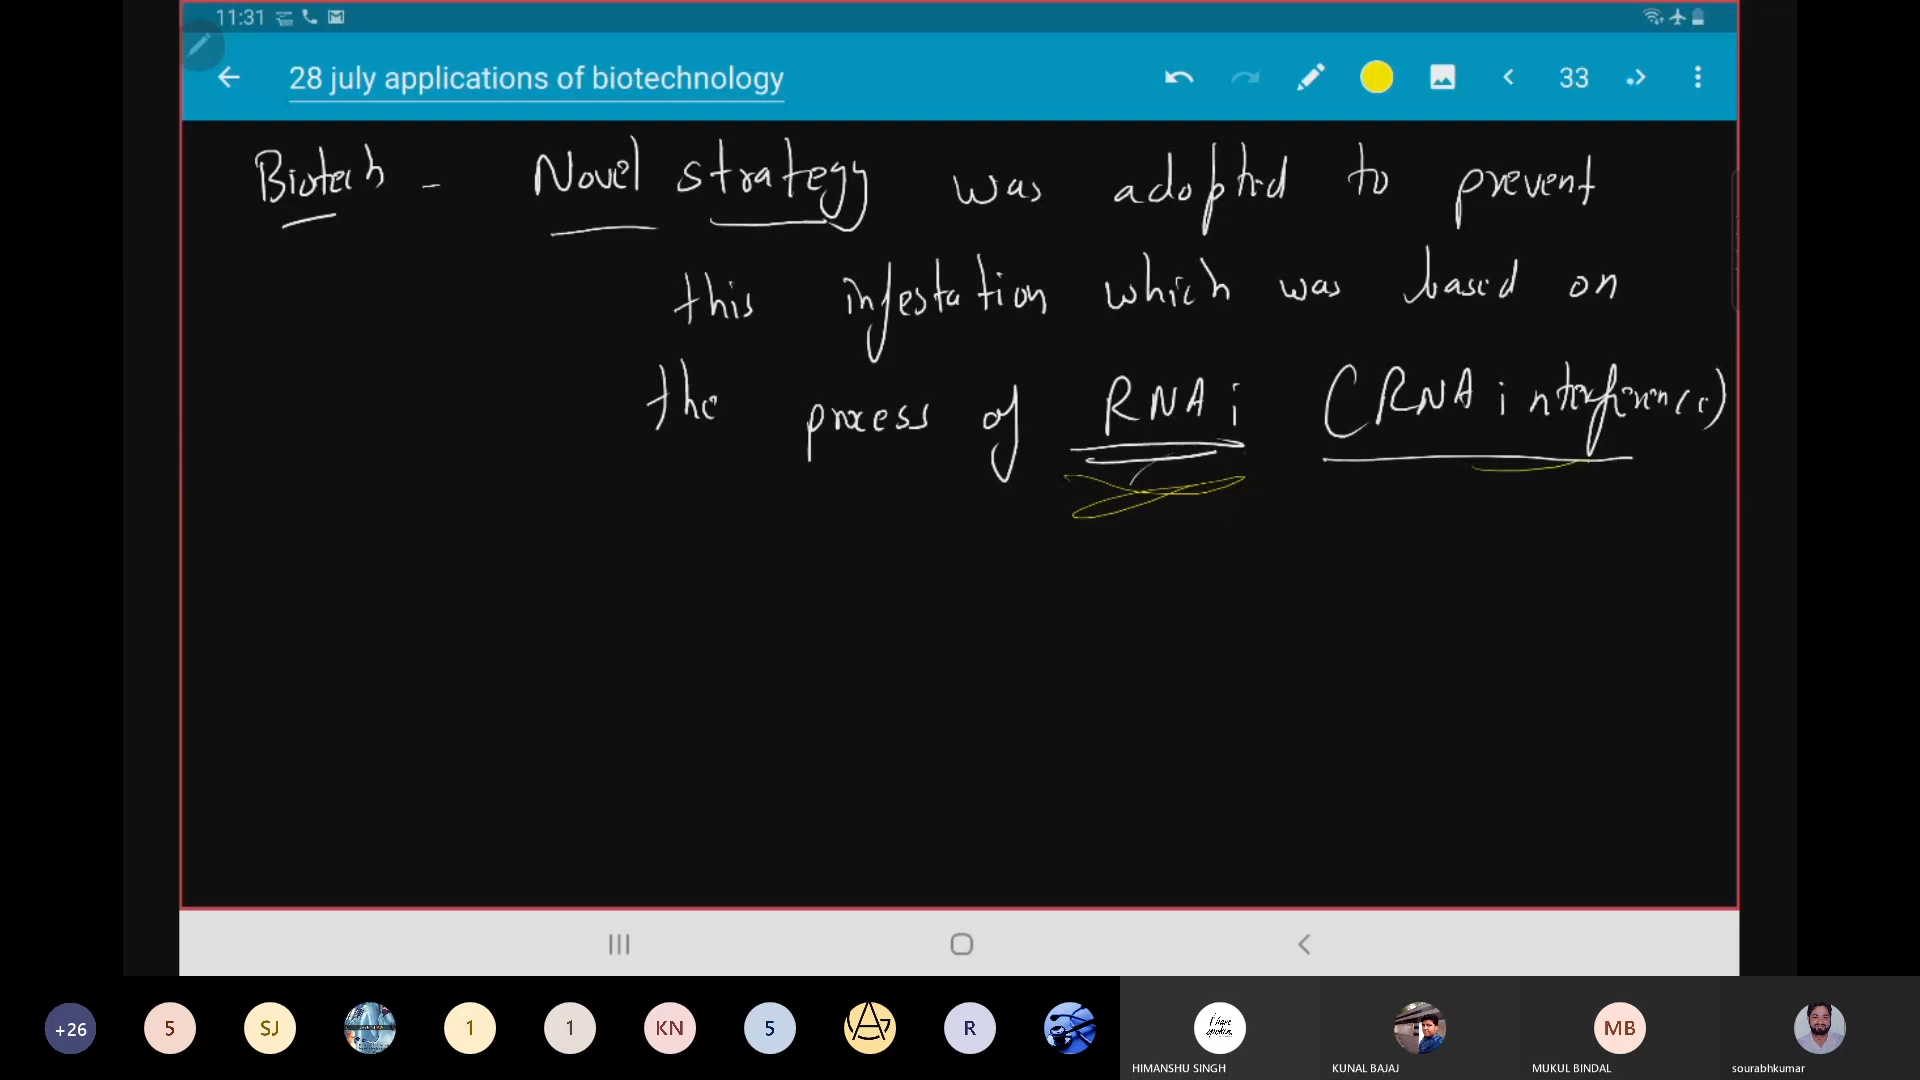 11:31
28 july applications of biotechnology
33
Biotech - Novel strategy was adopted to prevent
this infestation which was based on
the process of RNAi (RNA interference)
+26
5
SJ
1
1
KN
5
R
I have spoken.
MB
HIMANSHU SINGH
KUNAL BAJAJ
MUKUL BINDAL
sourabhkumar